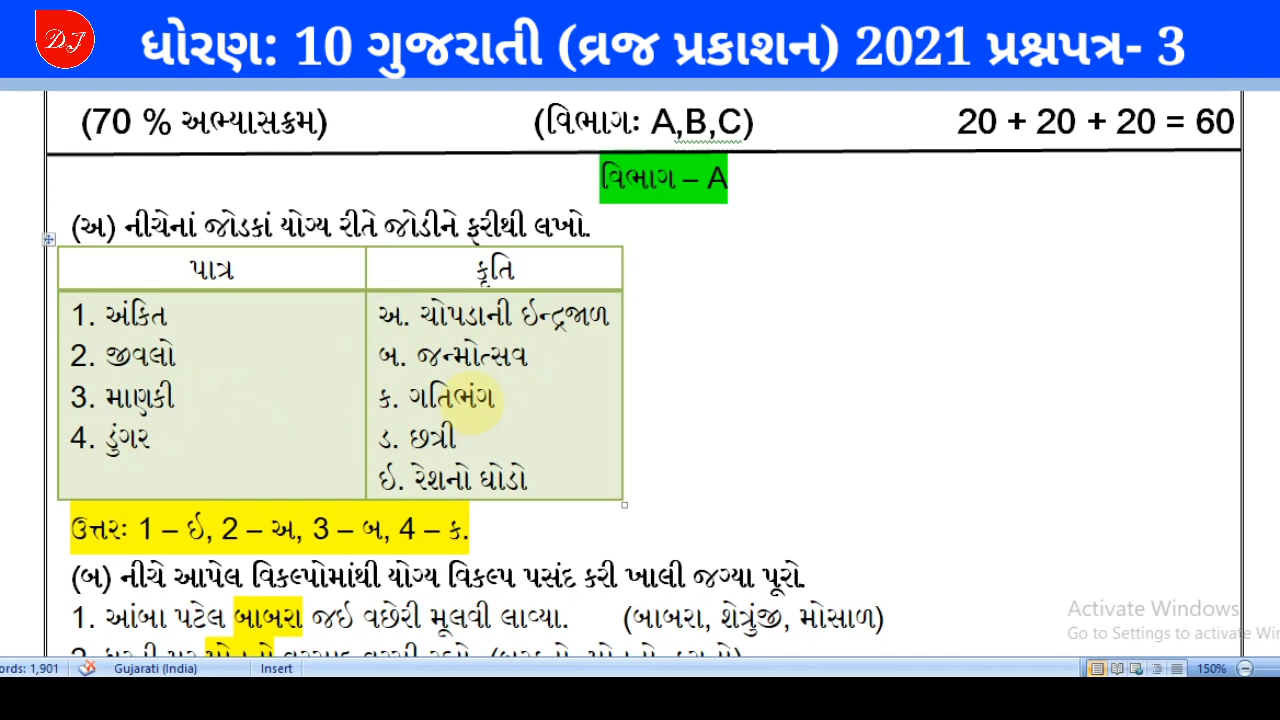 DJ
ધોરણ: 10 ગુજરાતી (વ્રજ પ્રકાશન) 2021 પ્રશ્નપત્ર- 3
(70 % અભ્યાસક્રમ) (વિભાગઃ A,B,C) 20 + 20 + 20 = 60
વિભાગ – A
(અ) નીચેનાં જોડકાં યોગ્ય રીતે જોડીને ફરીથી લખો.
પાત્ર કૃતિ
1. અંકિત અ. ચોપડાની ઇન્દ્રજાળ
2. જીવલો બ. જન્મોત્સવ
3. માણકી ક. ગતિભંગ
4. ડુંગર ડ. છત્રી
ઇ. રેશનો ઘોડો
ઉત્તરઃ 1 – ઇ, 2 – અ, 3 – બ, 4 – ક.
(બ) નીચે આપેલ વિકલ્પોમાંથી યોગ્ય વિકલ્પ પસંદ કરી ખાલી જગ્યા પૂરો.
1. આંબા પટેલ બાબરા જઇ વછેરી મૂલવી લાવ્યા. (બાબરા, શેત્રુંજી, મોસાળ)
Activate Windows
Go to Settings to activate Win
ords: 1,901 Gujarati (India) Insert 150%